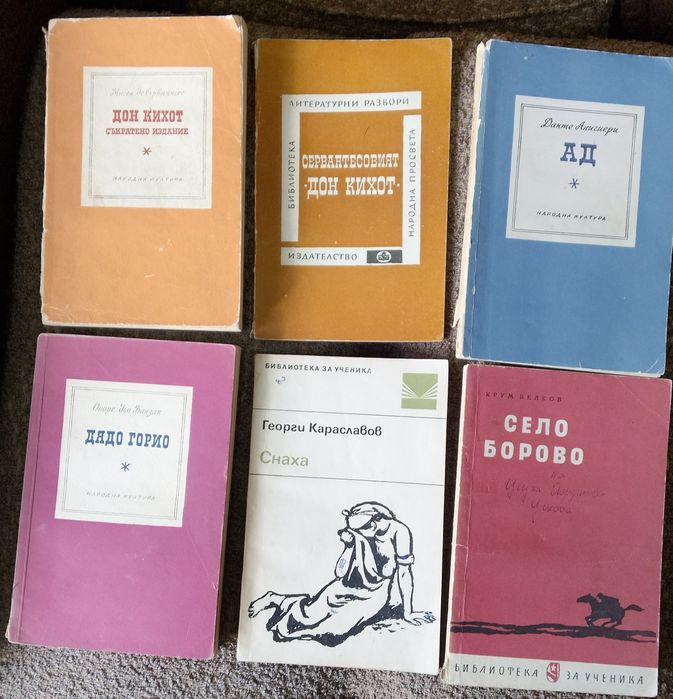 Мигел де Сервантес
ДОН КИХОТ
СЪКРАТЕНО ИЗДАНИЕ
*
НАРОДНА КУЛТУРА
ЛИТЕРАТУРНИ РАЗБОРИ
БИБЛИОТЕКА
СЕРВАНТЕСОВИЯТ
·ДОН КИХОТ·
НАРОДНА ПРОСВЕТА
ИЗДАТЕЛСТВО
Данте Алигиери
АД
*
НАРОДНА КУЛТУРА
Оноре дьо Балзак
ДЯДО ГОРИО
*
НАРОДНА КУЛТУРА
БИБЛИОТЕКА ЗА УЧЕНИКА
Георги Караславов
Снаха
КРУМ ВЕЛКОВ
СЕЛО
БОРОВО
БИБЛИОТЕКА ЗА УЧЕНИКА